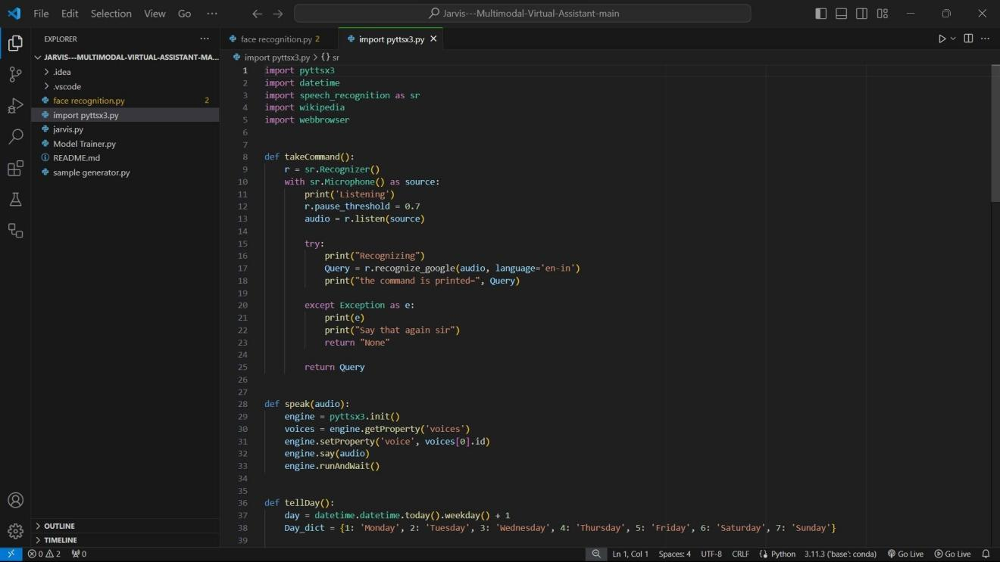 File Edit Selection View Go ··· Jarvis---Multimodal-Virtual-Assistant-main
EXPLORER ···
JARVIS---MULTIMODAL-VIRTUAL-ASSISTANT-MA...
.idea
.vscode
face recognition.py 2
import pyttsx3.py
jarvis.py
Model Trainer.py
README.md
sample generator.py
OUTLINE
TIMELINE
face recognition.py 2 import pyttsx3.py
import pyttsx3.py > {} sr
1 import pyttsx3
2 import datetime
3 import speech_recognition as sr
4 import wikipedia
5 import webbrowser
6
7
8 def takeCommand():
9     r = sr.Recognizer()
10     with sr.Microphone() as source:
11         print('Listening')
12         r.pause_threshold = 0.7
13         audio = r.listen(source)
14
15         try:
16             print("Recognizing")
17             Query = r.recognize_google(audio, language='en-in')
18             print("the command is printed=", Query)
19
20         except Exception as e:
21             print(e)
22             print("Say that again sir")
23             return "None"
24
25         return Query
26
27
28 def speak(audio):
29     engine = pyttsx3.init()
30     voices = engine.getProperty('voices')
31     engine.setProperty('voice', voices[0].id)
32     engine.say(audio)
33     engine.runAndWait()
34
35
36 def tellDay():
37     day = datetime.datetime.today().weekday() + 1
38     Day_dict = {1: 'Monday', 2: 'Tuesday', 3: 'Wednesday', 4: 'Thursday', 5: 'Friday', 6: 'Saturday', 7: 'Sunday'}
39
0 2 0 Ln 1, Col 1 Spaces: 4 UTF-8 CRLF Python 3.11.3 ('base': conda) Go Live Go Live